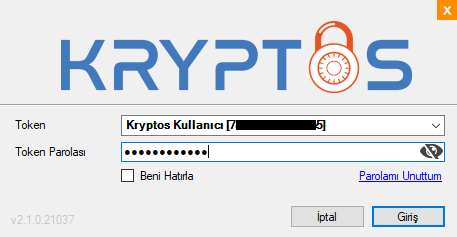 X
KRYPTOS
Token
Kryptos Kullanıcı [7 5]
Token Parolası
●●●●●●●●●●●●
Beni Hatırla
Parolamı Unuttum
v2.1.0.21037
İptal
Giriş